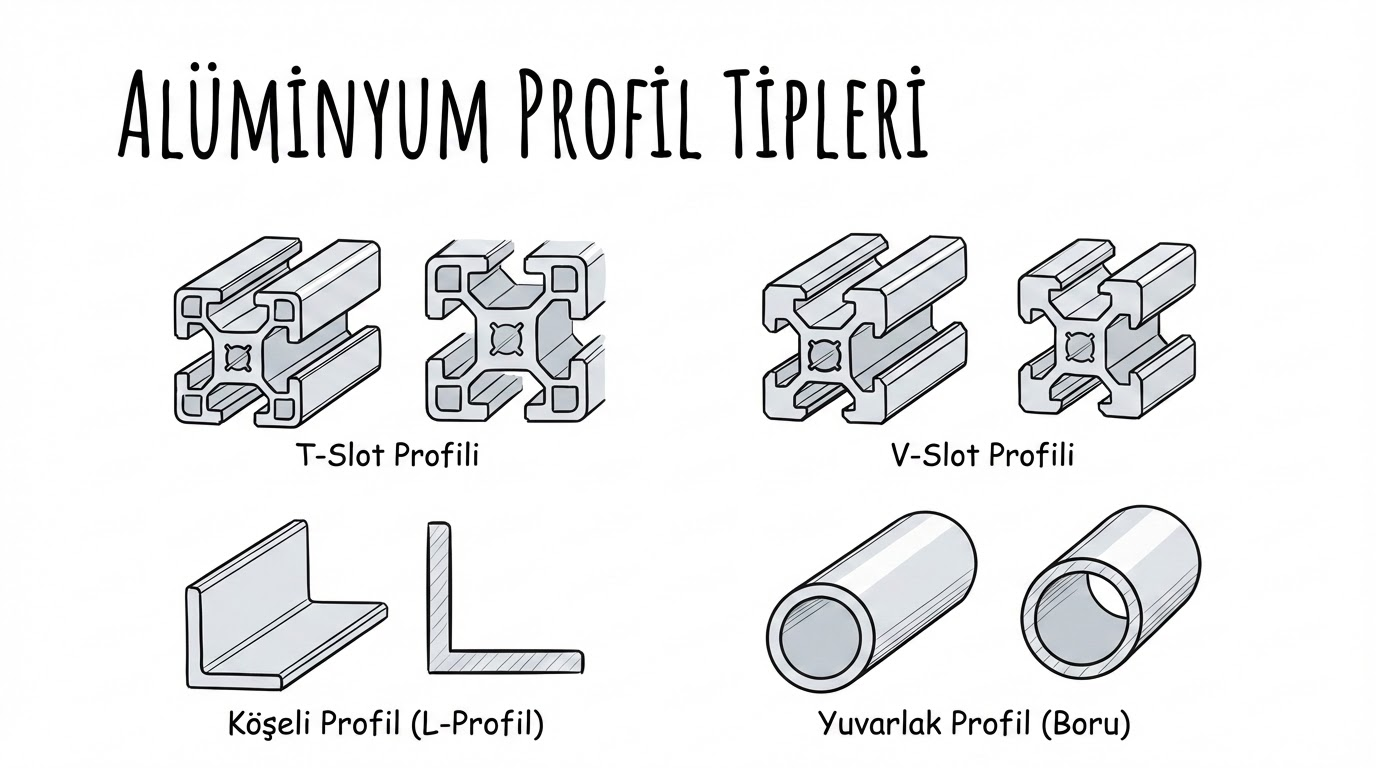 Alüminyum Profil Tipleri
T-Slot Profili
V-Slot Profili
Köşeli Profil (L-Profil)
Yuvarlak Profil (Boru)